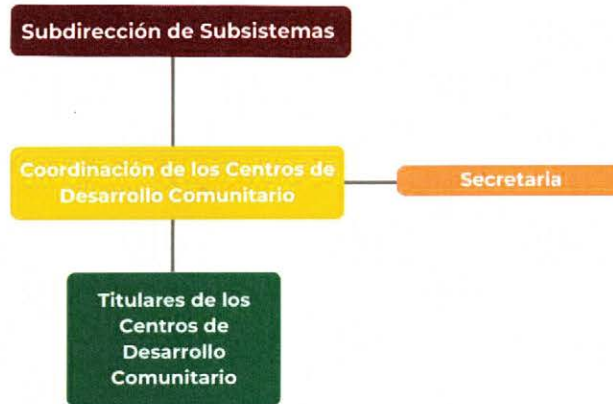 Subdirección de Subsistemas
Coordinación de los Centros de
Desarrollo Comunitario
Secretaria
Titulares de los
Centros de
Desarrollo
Comunitario